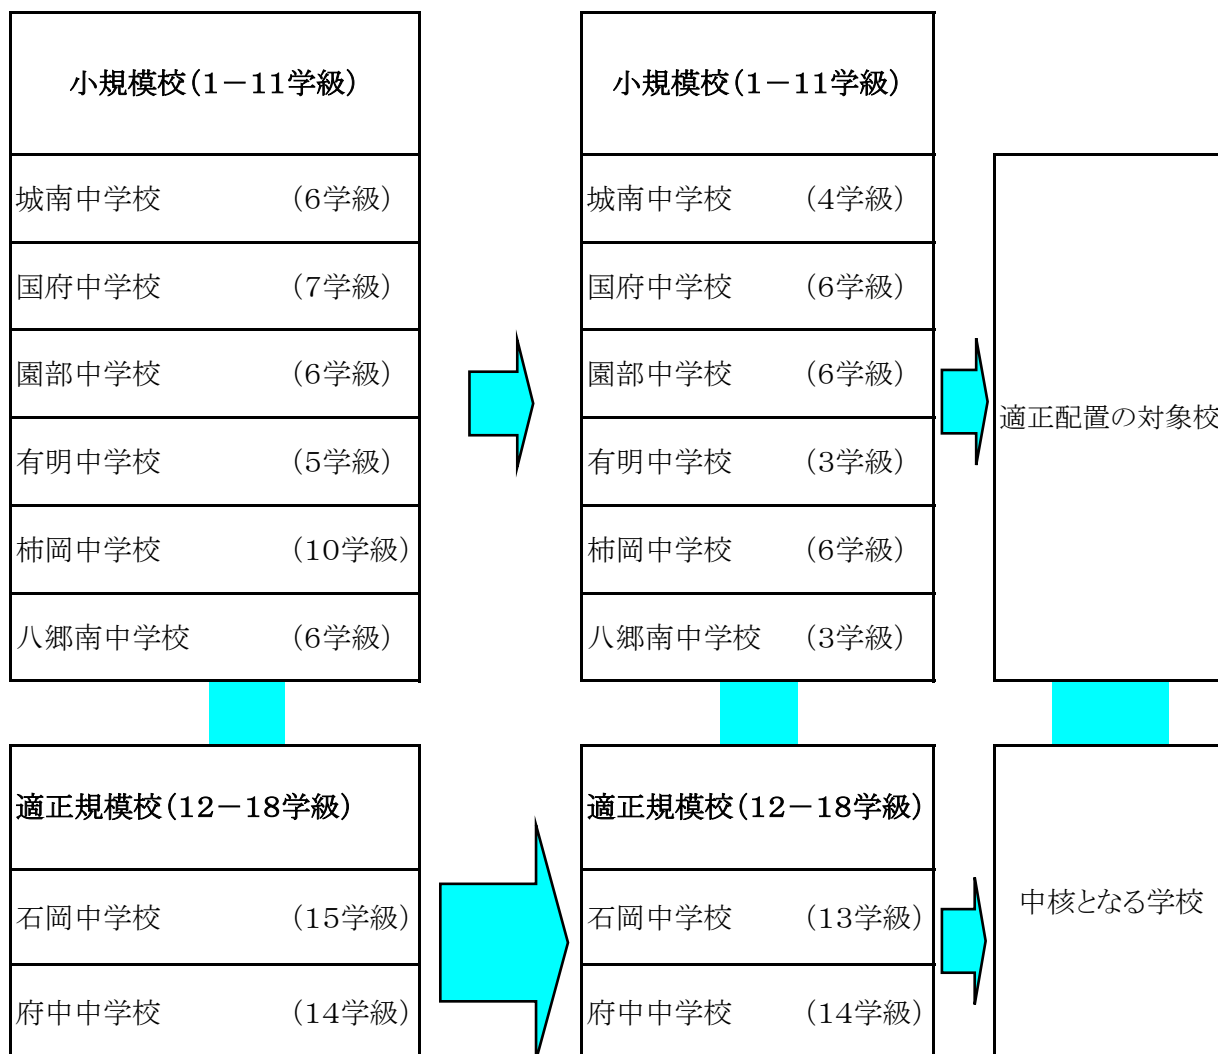 小規模校(1－11学級)
城南中学校 (6学級)
国府中学校 (7学級)
園部中学校 (6学級)
有明中学校 (5学級)
柿岡中学校 (10学級)
八郷南中学校 (6学級)
適正規模校(12－18学級)
石岡中学校 (15学級)
府中中学校 (14学級)
小規模校(1－11学級)
城南中学校 (4学級)
国府中学校 (6学級)
園部中学校 (6学級)
有明中学校 (3学級)
柿岡中学校 (6学級)
八郷南中学校 (3学級)
適正規模校(12－18学級)
石岡中学校 (13学級)
府中中学校 (14学級)
適正配置の対象校
中核となる学校